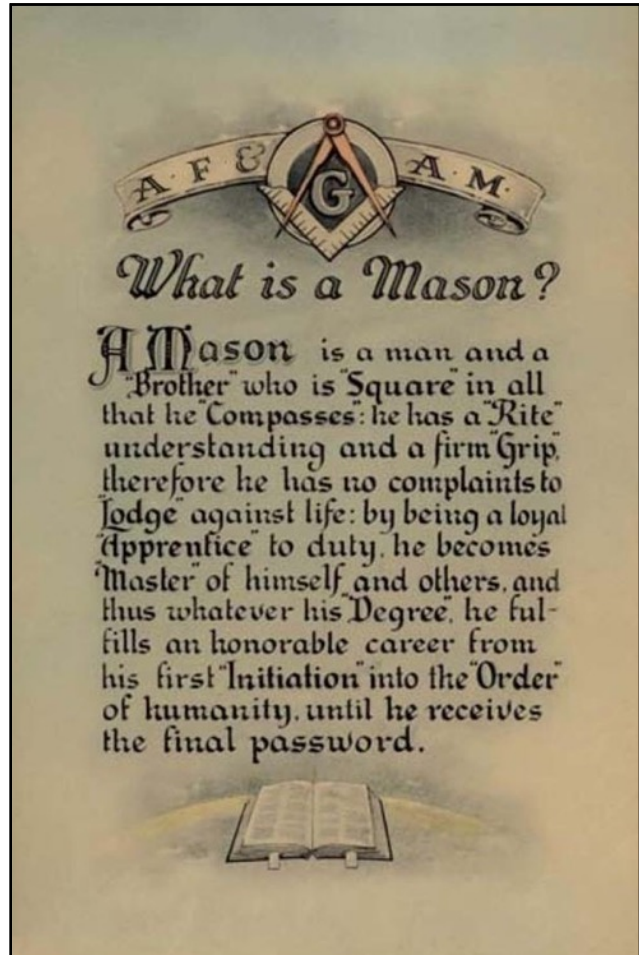 A. F. & A. M.
G
What is a Mason?
A Mason is a man and a
"Brother" who is "Square" in all
that he "Compasses": he has a "Rite"
understanding and a firm "Grip",
therefore he has no complaints to
"Lodge" against life: by being a loyal
"Apprentice" to duty, he becomes
"Master" of himself and others, and
thus whatever his "Degree", he ful-
fills an honorable career from
his first "Initiation" into the "Order"
of humanity, until he receives
the final password.